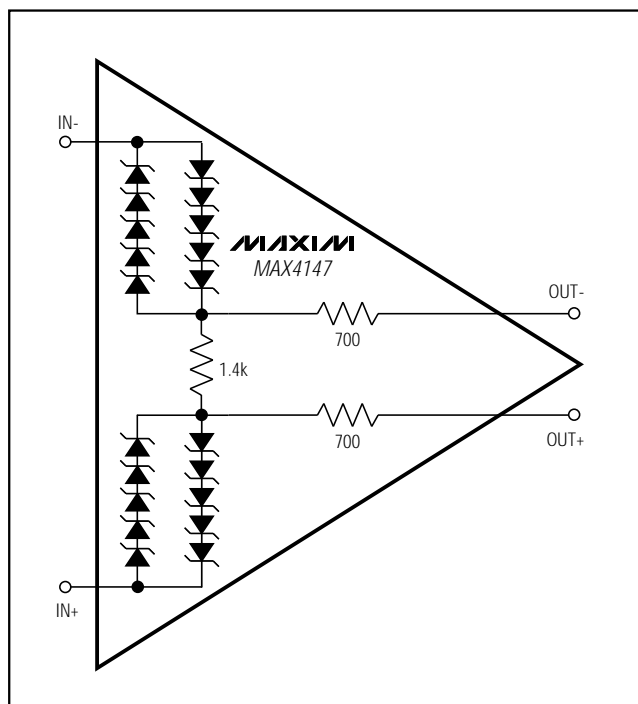 IN-
MAXIM
MAX4147
OUT-
700
1.4k
700
OUT+
IN+